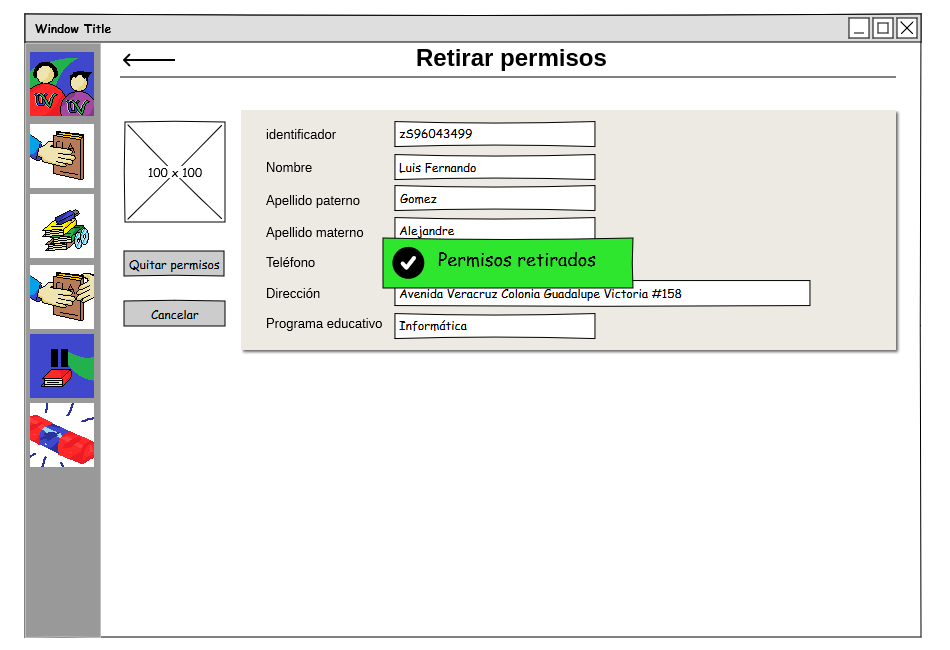 Window Title
Retirar permisos
100 x 100
Quitar permisos
Cancelar
identificador
zS96043499
Nombre
Luis Fernando
Apellido paterno
Gomez
Apellido materno
Alejandre
Teléfono
Permisos retirados
Dirección
Avenida Veracruz Colonia Guadalupe Victoria #158
Programa educativo
Informática